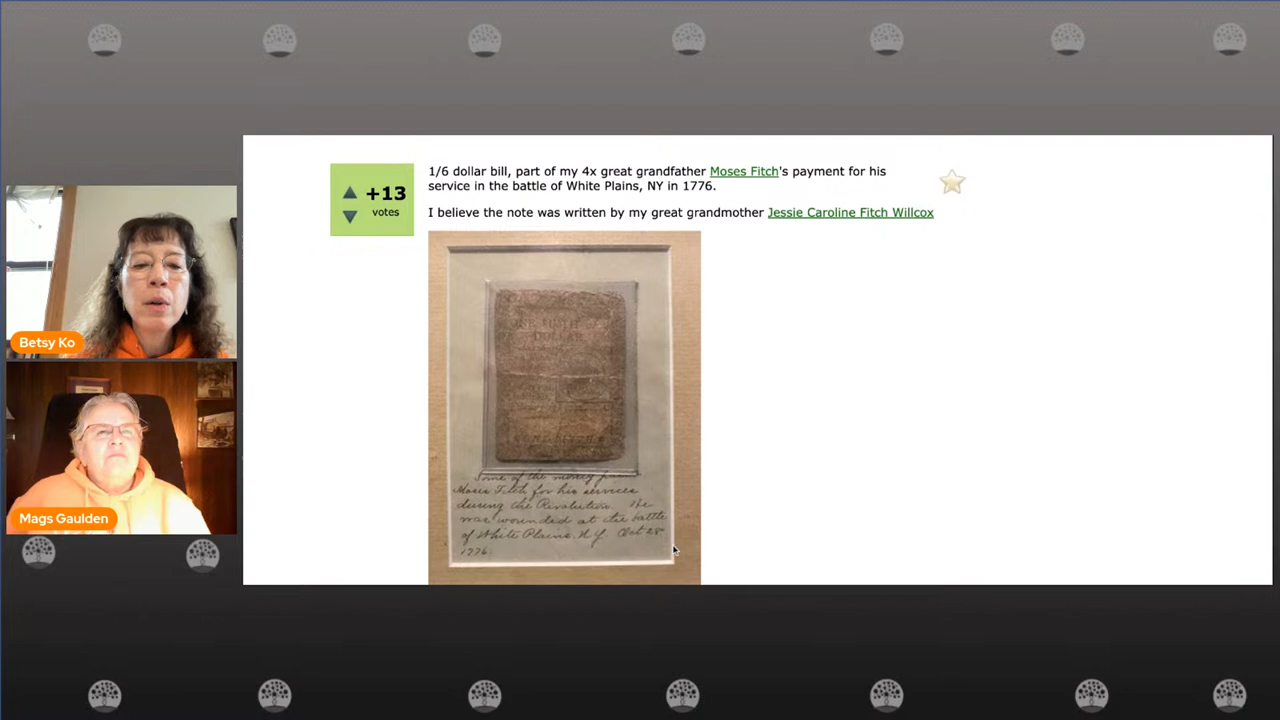 +13
votes
1/6 dollar bill, part of my 4x great grandfather Moses Fitch's payment for his
service in the battle of White Plains, NY in 1776.
I believe the note was written by my great grandmother Jessie Caroline Fitch Willcox
DOLLAR
Some of the money
Moses Fitch for his services
during the Revolution. He
was wounded at the battle
of White Plains. N.Y. Oct 28
1776.
Betsy Ko
Mags Gaulden